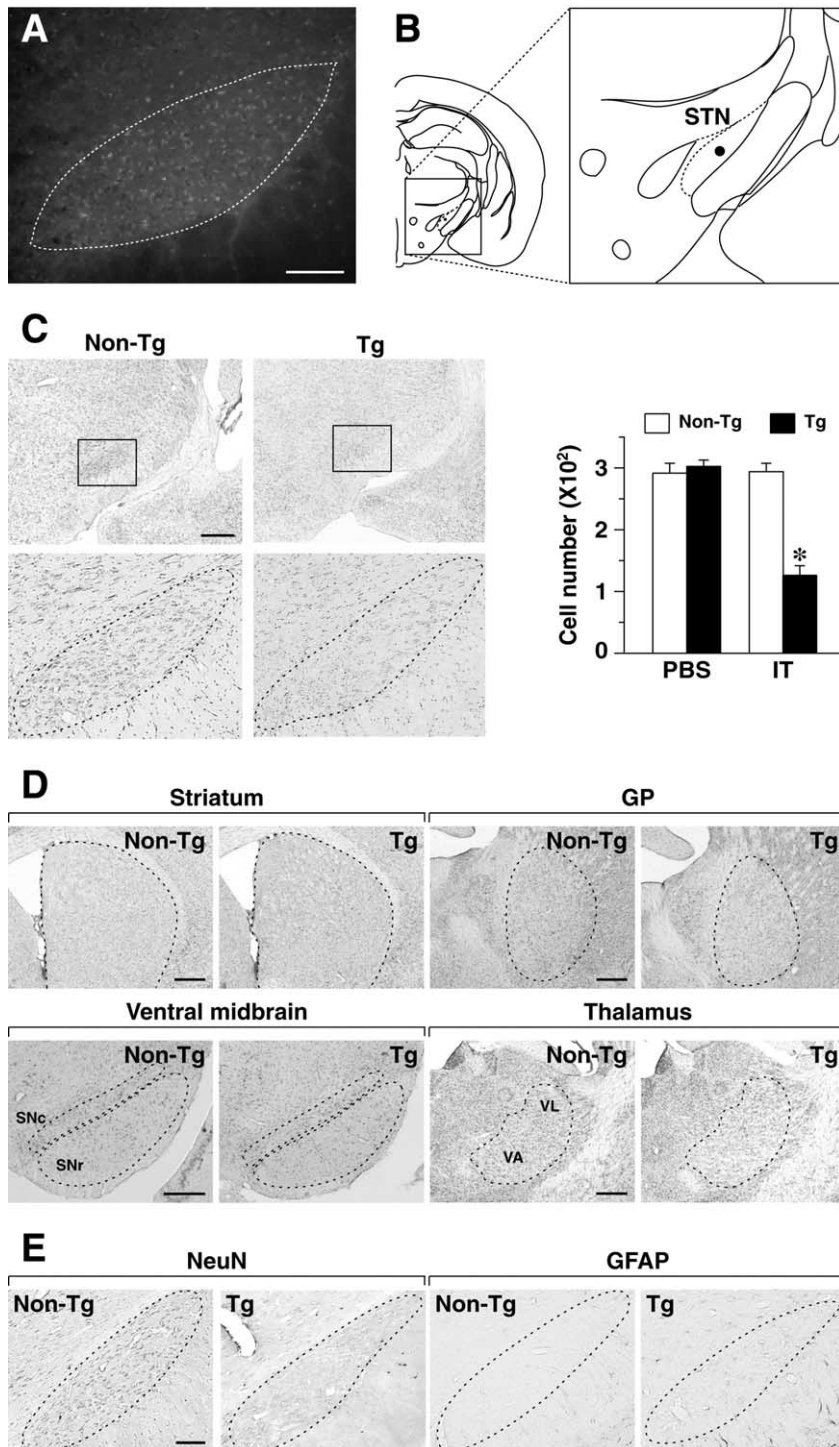 A
B
STN
C
Non-Tg
Tg
Non-Tg
Tg
Cell number (X10²)
3
2
1
0
*
PBS
IT
D
Striatum
GP
Non-Tg
Tg
Non-Tg
Tg
Ventral midbrain
Thalamus
Non-Tg
Tg
Non-Tg
Tg
SNc
SNr
VL
VA
E
NeuN
GFAP
Non-Tg
Tg
Non-Tg
Tg